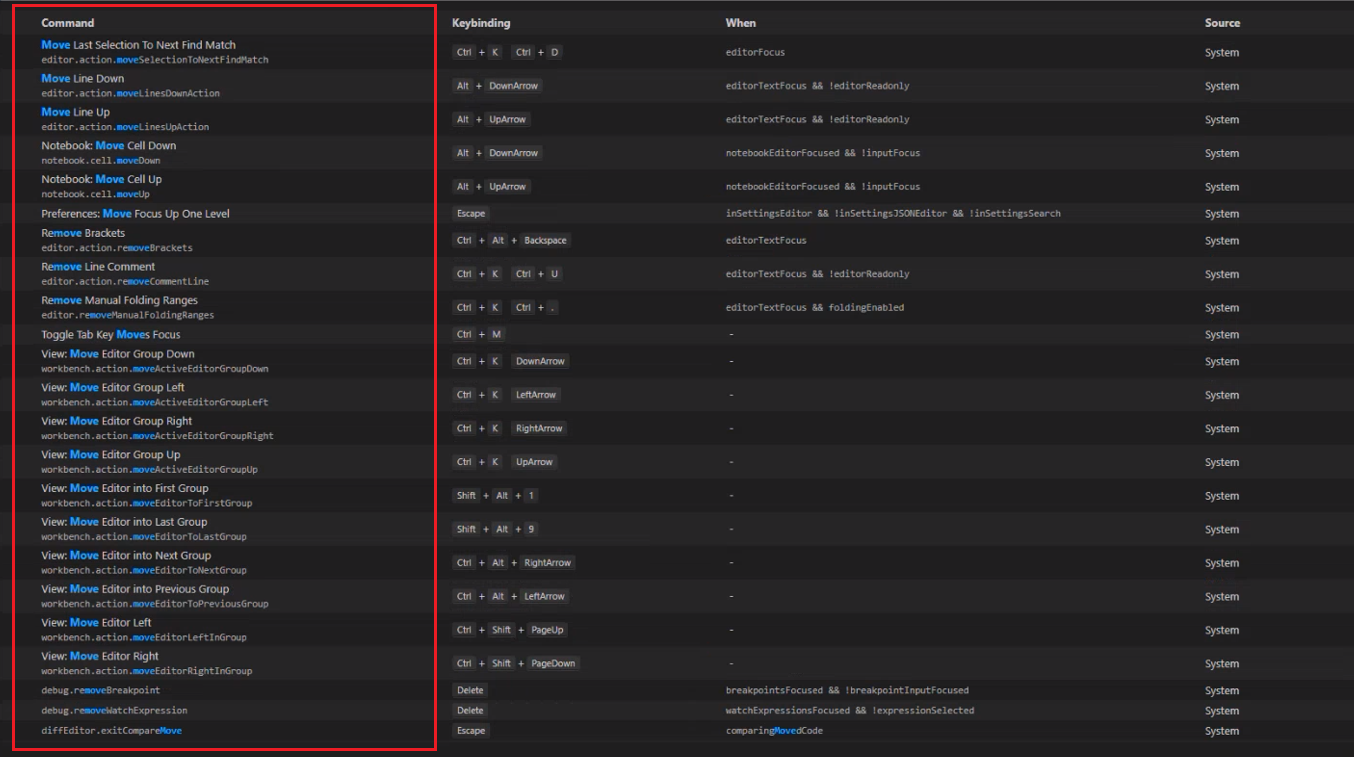 Command Keybinding When Source
Move Last Selection To Next Find Match
editor.action.moveSelectionToNextFindMatch
Ctrl + K Ctrl + D editorFocus System
Move Line Down
editor.action.moveLinesDownAction
Alt + DownArrow editorTextFocus && !editorReadonly System
Move Line Up
editor.action.moveLinesUpAction
Alt + UpArrow editorTextFocus && !editorReadonly System
Notebook: Move Cell Down
notebook.cell.moveDown
Alt + DownArrow notebookEditorFocused && !inputFocus System
Notebook: Move Cell Up
notebook.cell.moveUp
Alt + UpArrow notebookEditorFocused && !inputFocus System
Preferences: Move Focus Up One Level Escape inSettingsEditor && !inSettingsJSONEditor && !inSettingsSearch System
Remove Brackets
editor.action.removeBrackets
Ctrl + Alt + Backspace editorTextFocus System
Remove Line Comment
editor.action.removeCommentLine
Ctrl + K Ctrl + U editorTextFocus && !editorReadonly System
Remove Manual Folding Ranges
editor.removeManualFoldingRanges
Ctrl + K Ctrl + . editorTextFocus && foldingEnabled System
Toggle Tab Key Moves Focus Ctrl + M - System
View: Move Editor Group Down
workbench.action.moveActiveEditorGroupDown
Ctrl + K DownArrow - System
View: Move Editor Group Left
workbench.action.moveActiveEditorGroupLeft
Ctrl + K LeftArrow - System
View: Move Editor Group Right
workbench.action.moveActiveEditorGroupRight
Ctrl + K RightArrow - System
View: Move Editor Group Up
workbench.action.moveActiveEditorGroupUp
Ctrl + K UpArrow - System
View: Move Editor into First Group
workbench.action.moveEditorToFirstGroup
Shift + Alt + 1 - System
View: Move Editor into Last Group
workbench.action.moveEditorToLastGroup
Shift + Alt + 9 - System
View: Move Editor into Next Group
workbench.action.moveEditorToNextGroup
Ctrl + Alt + RightArrow - System
View: Move Editor into Previous Group
workbench.action.moveEditorToPreviousGroup
Ctrl + Alt + LeftArrow - System
View: Move Editor Left
workbench.action.moveEditorLeftInGroup
Ctrl + Shift + PageUp - System
View: Move Editor Right
workbench.action.moveEditorRightInGroup
Ctrl + Shift + PageDown - System
debug.removeBreakpoint Delete breakpointsFocused && !breakpointInputFocused System
debug.removeWatchExpression Delete watchExpressionsFocused && !expressionSelected System
diffEditor.exitCompareMove Escape comparingMovedCode System